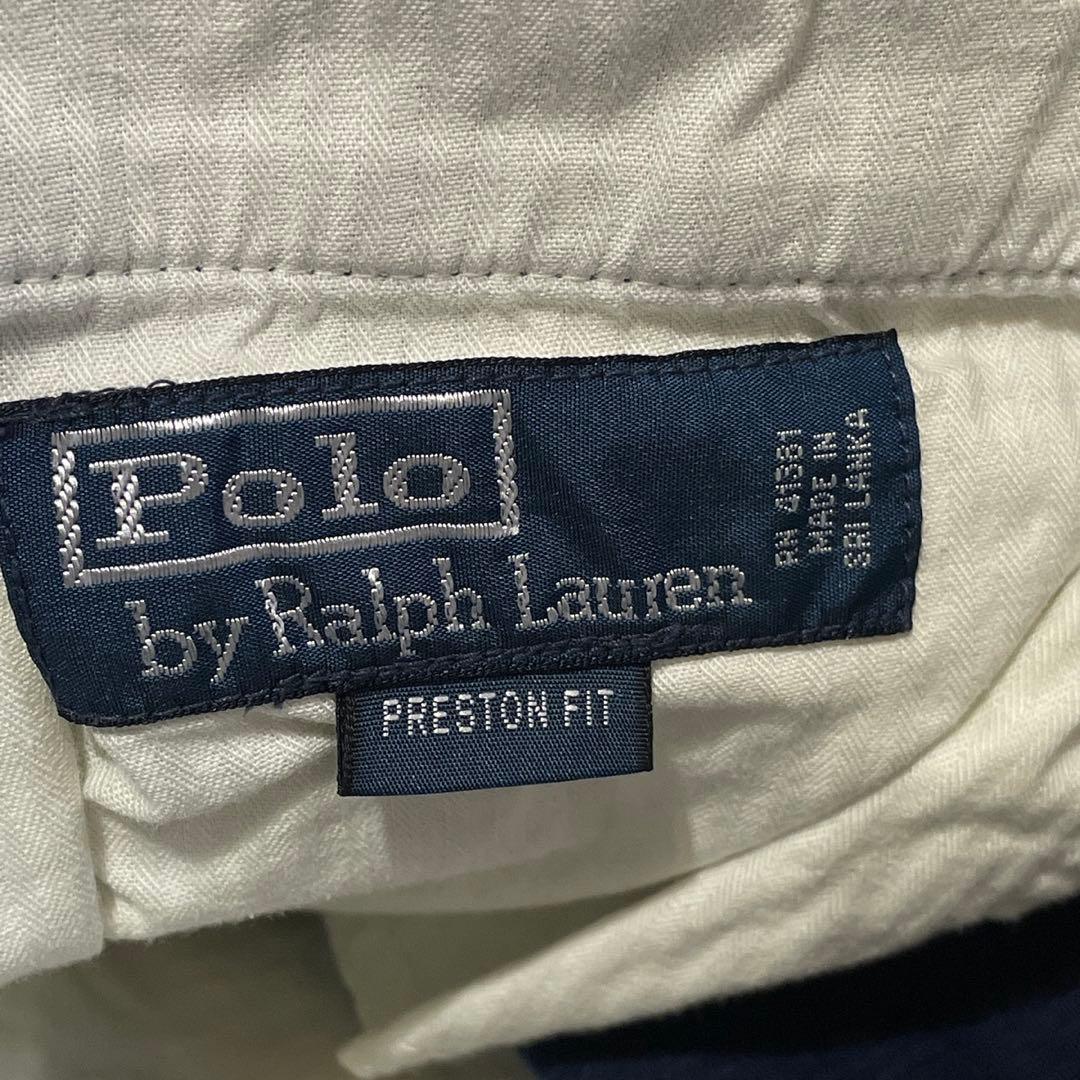 Polo
by Ralph Lauren
RN 41381
MADE IN
SRI LANKA
PRESTON FIT